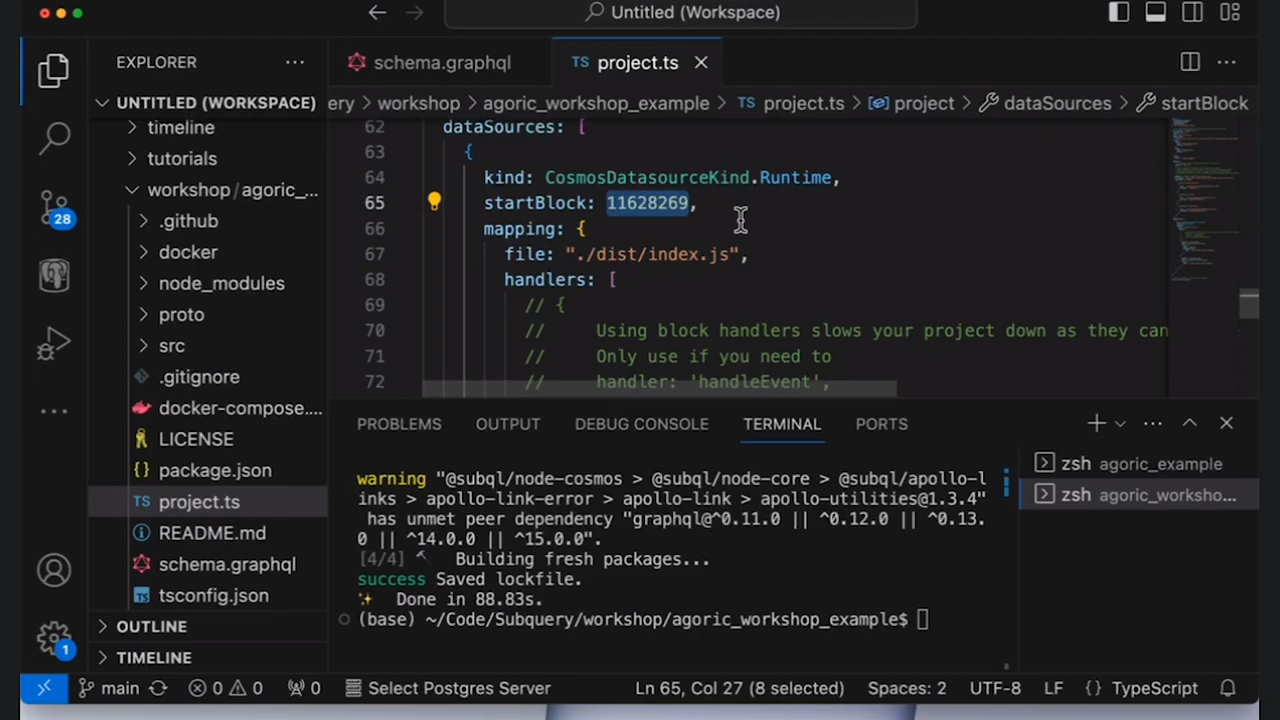 Untitled (Workspace)
EXPLORER
schema.graphql
TS project.ts
UNTITLED (WORKSPACE)
ery > workshop > agoric_workshop_example > TS project.ts > project > dataSources > startBlock
timeline
tutorials
workshop / agoric_...
.github
docker
node_modules
proto
src
.gitignore
docker-compose....
LICENSE
package.json
TS project.ts
README.md
schema.graphql
tsconfig.json
OUTLINE
TIMELINE
28
1
62 dataSources: [
63 {
64 kind: CosmosDatasourceKind.Runtime,
65 startBlock: 11628269,
66 mapping: {
67 file: "./dist/index.js",
68 handlers: [
69 // {
70 // Using block handlers slows your project down as they can
71 // Only use if you need to
72 // handler: 'handleEvent',
PROBLEMS OUTPUT DEBUG CONSOLE TERMINAL PORTS
warning "@subql/node-cosmos > @subql/node-core > @subql/apollo-l
inks > apollo-link-error > apollo-link > apollo-utilities@1.3.4"
has unmet peer dependency "graphql@^0.11.0 || ^0.12.0 || ^0.13.
0 || ^14.0.0 || ^15.0.0".
[4/4] Building fresh packages...
success Saved lockfile.
Done in 88.83s.
(base) ~/Code/Subquery/workshop/agoric_workshop_example$
zsh agoric_example
zsh agoric_worksho...
main 0 0 0 Select Postgres Server Ln 65, Col 27 (8 selected) Spaces: 2 UTF-8 LF {} TypeScript